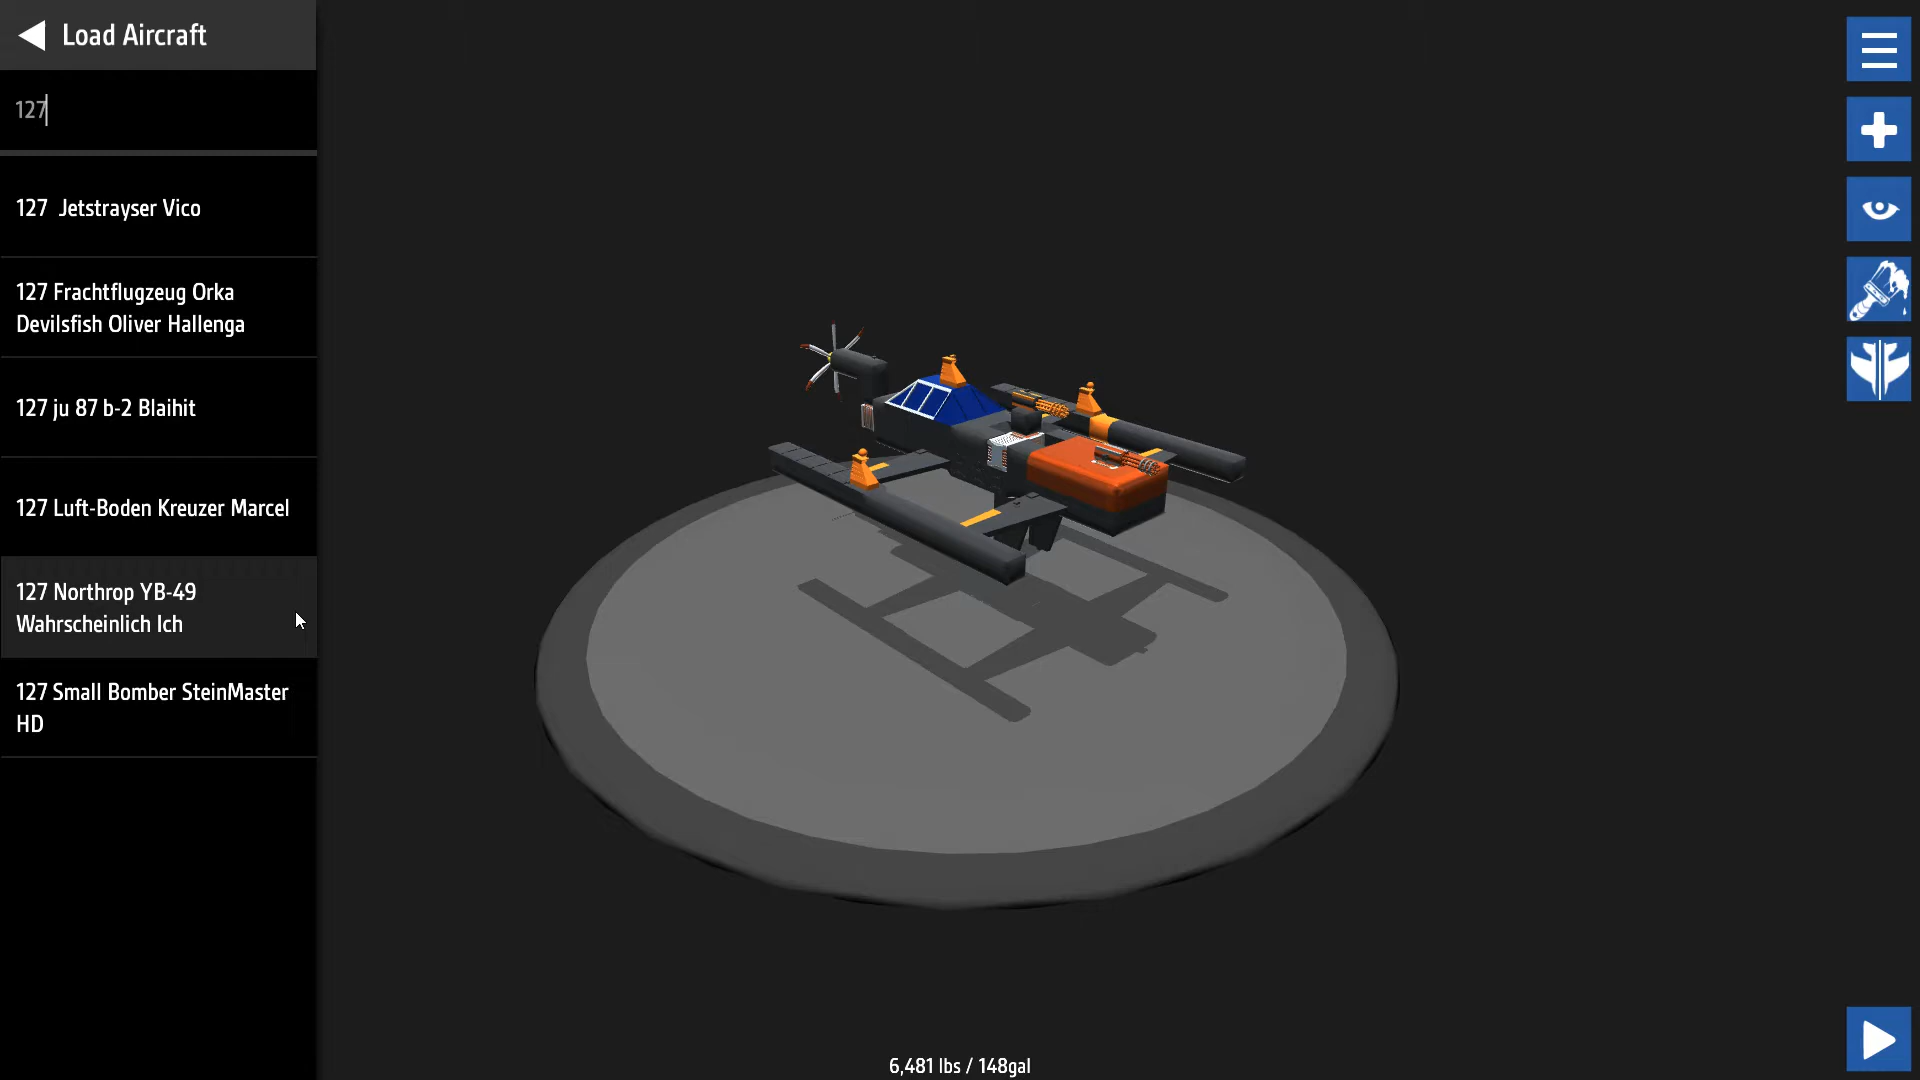 Load Aircraft
127
127 Jetstrayser Vico
127 Frachtflugzeug Orka
Devilsfish Oliver Hallenga
127 ju 87 b-2 Blaihit
127 Luft-Boden Kreuzer Marcel
127 Northrop YB-49
Wahrscheinlich Ich
127 Small Bomber SteinMaster
HD
6,481 lbs / 148gal